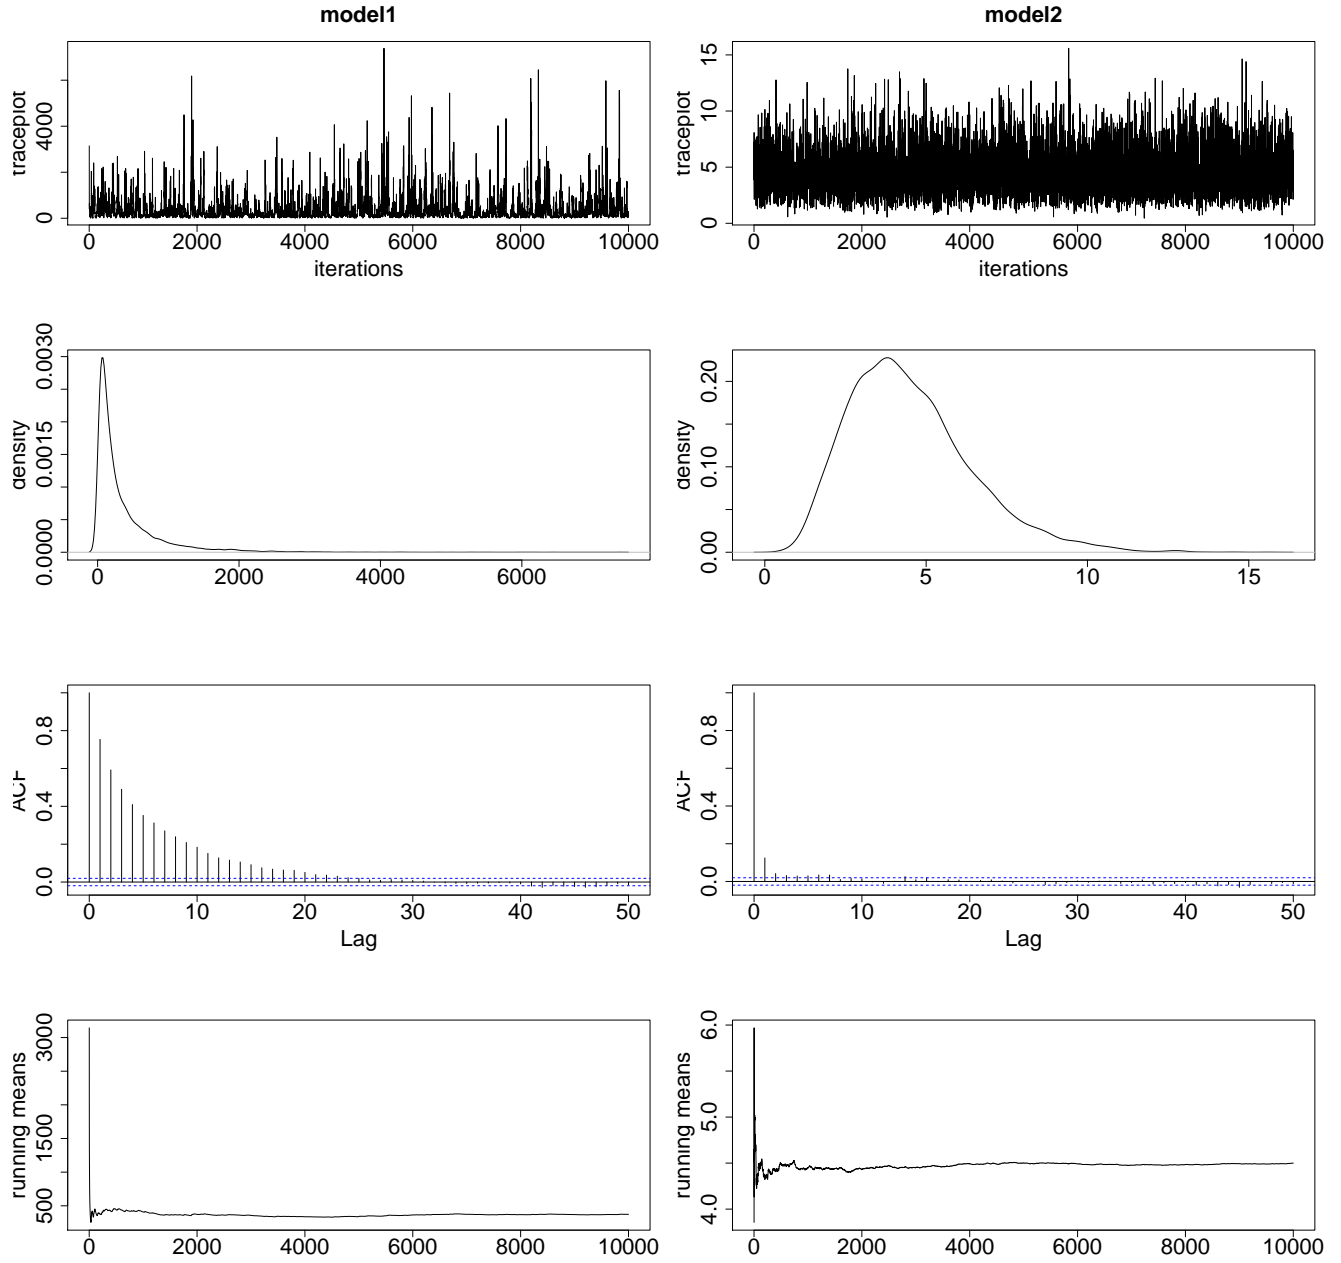 model1
model2
traceplot
4000
0
0 2000 4000 6000 8000 10000
iterations
traceplot
15
10
5
0
0 2000 4000 6000 8000 10000
iterations
density
0.0030
0.0015
0.0000
0 2000 4000 6000
density
0.20
0.10
0.00
0 5 10 15
ACF
0.8
0.4
0.0
0 10 20 30 40 50
Lag
ACF
0.8
0.4
0.0
0 10 20 30 40 50
Lag
running means
3000
1500
500
0 2000 4000 6000 8000 10000
running means
6.0
5.0
4.0
0 2000 4000 6000 8000 10000